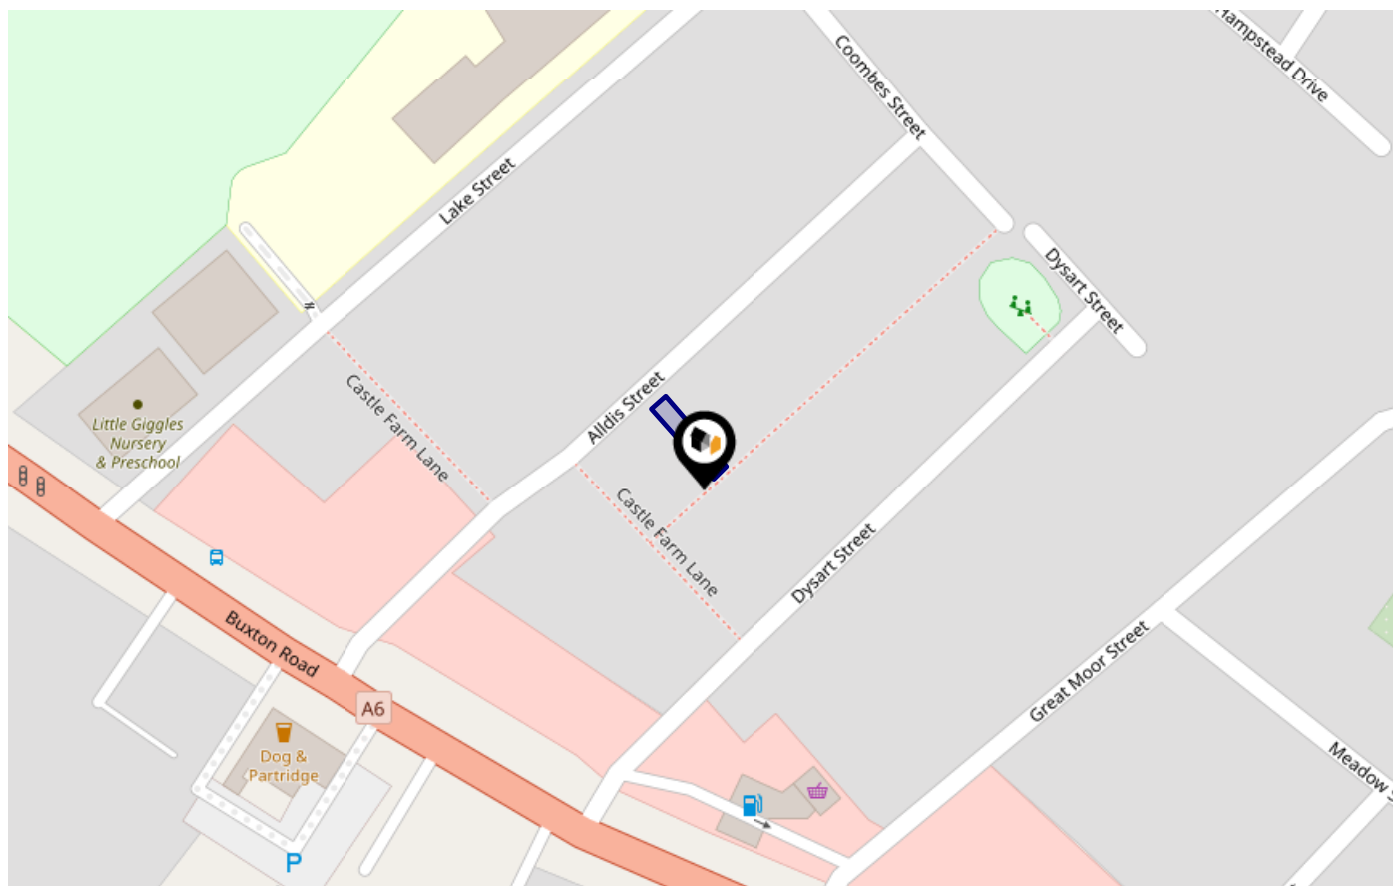 Hampstead Drive
Coombes Street
Lake Street
Dysart Street
Alldis Street
Castle Farm Lane
Little Giggles
Nursery
& Preschool
Castle Farm Lane
Dysart Street
Buxton Road
Great Moor Street
A6
Dog &
Partridge
Meadow S
P